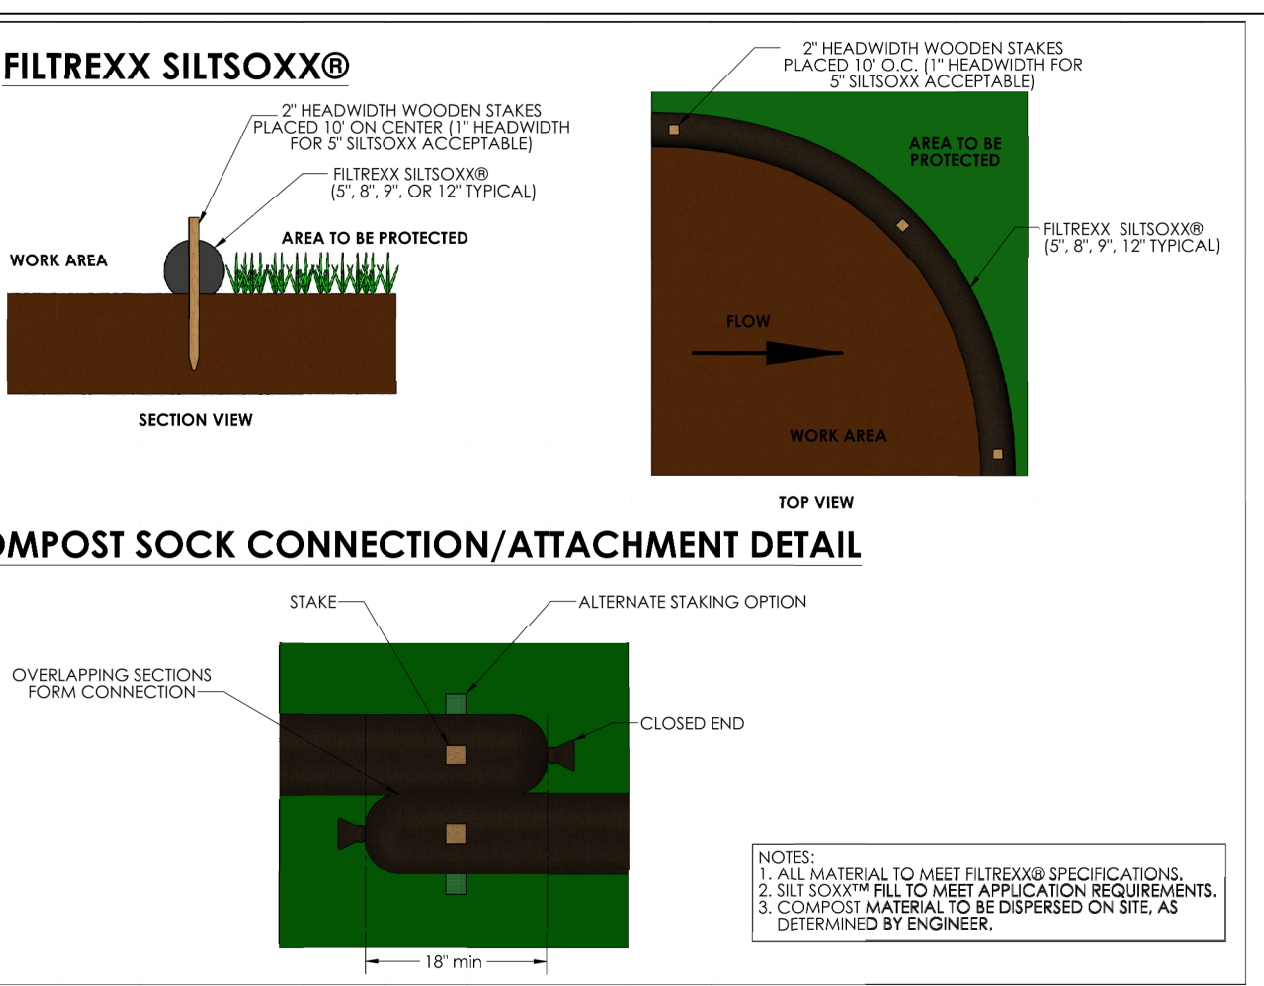 FILTREXX SILTSOXX®
2" HEADWIDTH WOODEN STAKES
PLACED 10' ON CENTER (1" HEADWIDTH
FOR 5" SILTSOXX ACCEPTABLE)
FILTREXX SILTSOXX®
(5", 8", 9", OR 12" TYPICAL)
WORK AREA
AREA TO BE PROTECTED
SECTION VIEW
2" HEADWIDTH WOODEN STAKES
PLACED 10' O.C. (1" HEADWIDTH FOR
5" SILTSOXX ACCEPTABLE)
AREA TO BE
PROTECTED
FILTREXX SILTSOXX®
(5", 8", 9", 12" TYPICAL)
FLOW
WORK AREA
TOP VIEW
OMPOST SOCK CONNECTION/ATTACHMENT DETAIL
STAKE
ALTERNATE STAKING OPTION
OVERLAPPING SECTIONS
FORM CONNECTION
CLOSED END
18" min
NOTES:
1. ALL MATERIAL TO MEET FILTREXX® SPECIFICATIONS.
2. SILT SOXX™ FILL TO MEET APPLICATION REQUIREMENTS.
3. COMPOST MATERIAL TO BE DISPERSED ON SITE, AS
DETERMINED BY ENGINEER.